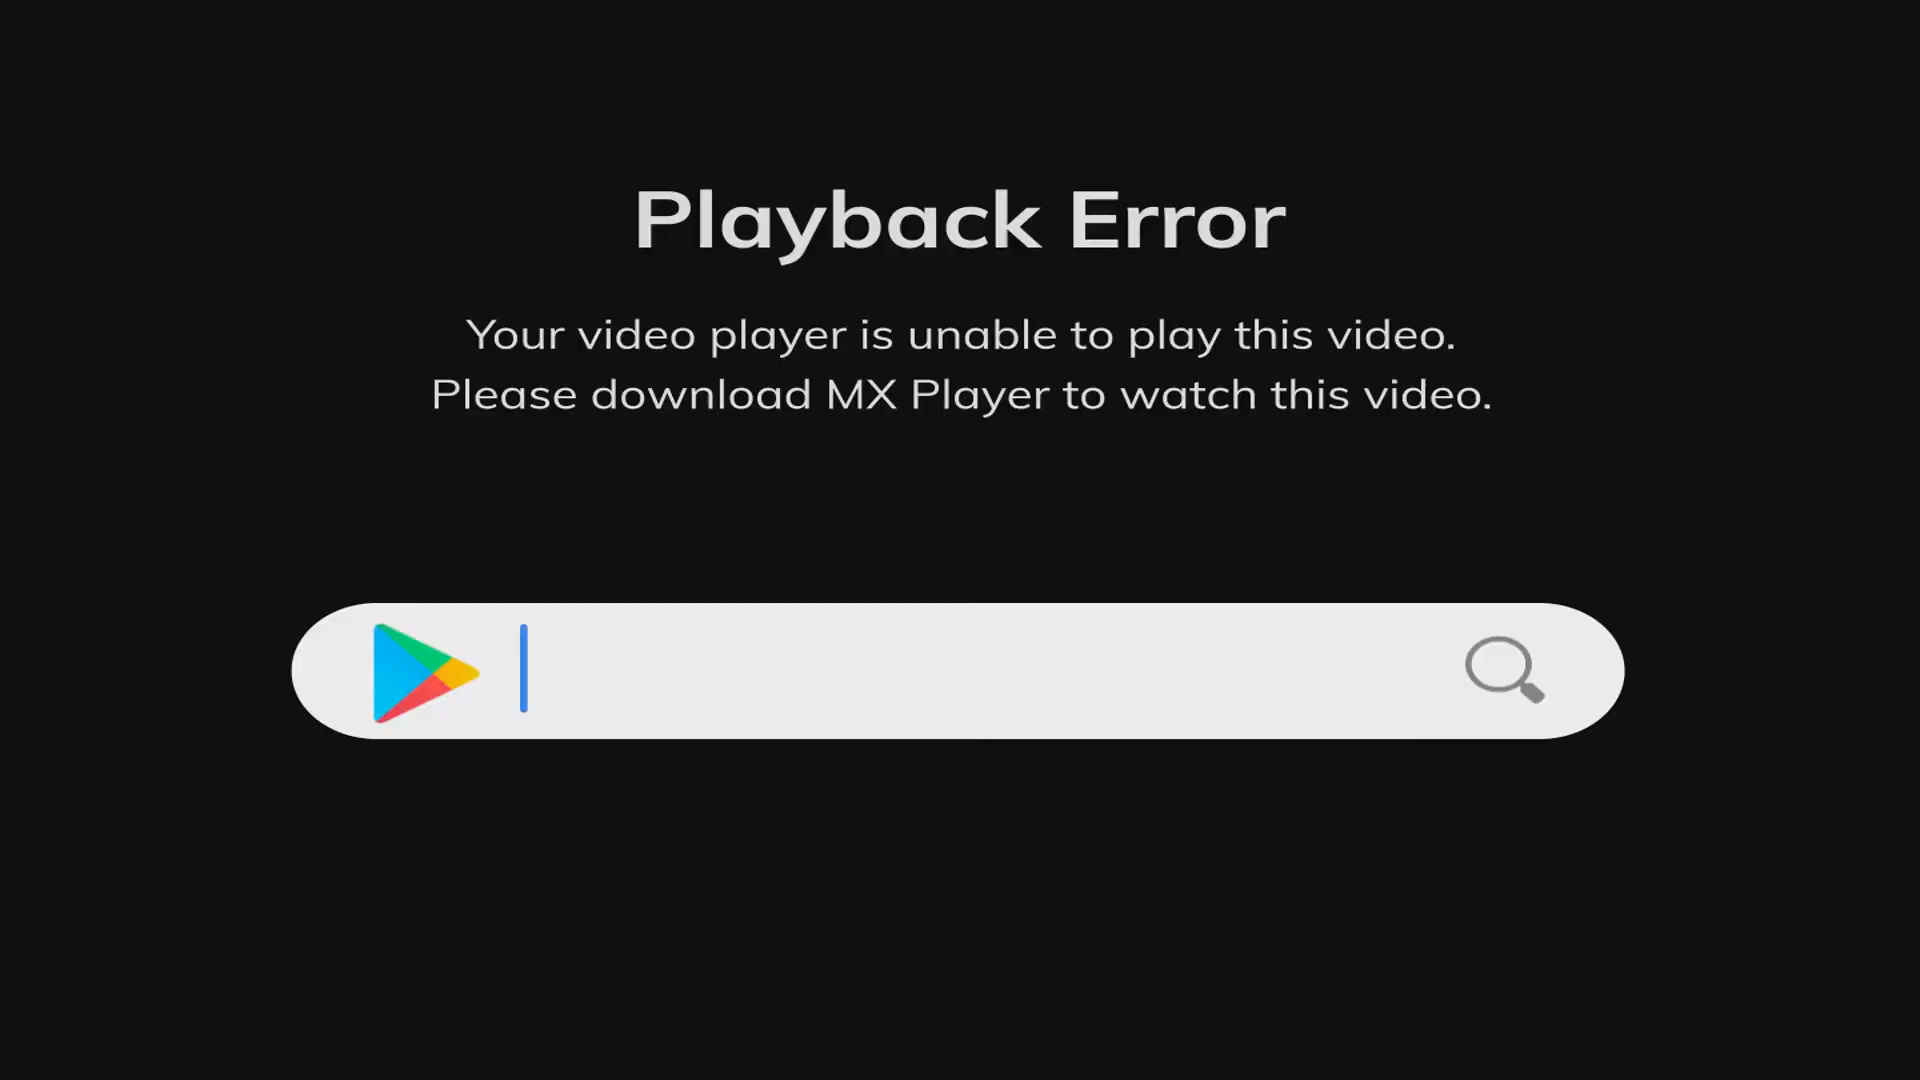 Playback Error
Your video player is unable to play this video.
Please download MX Player to watch this video.